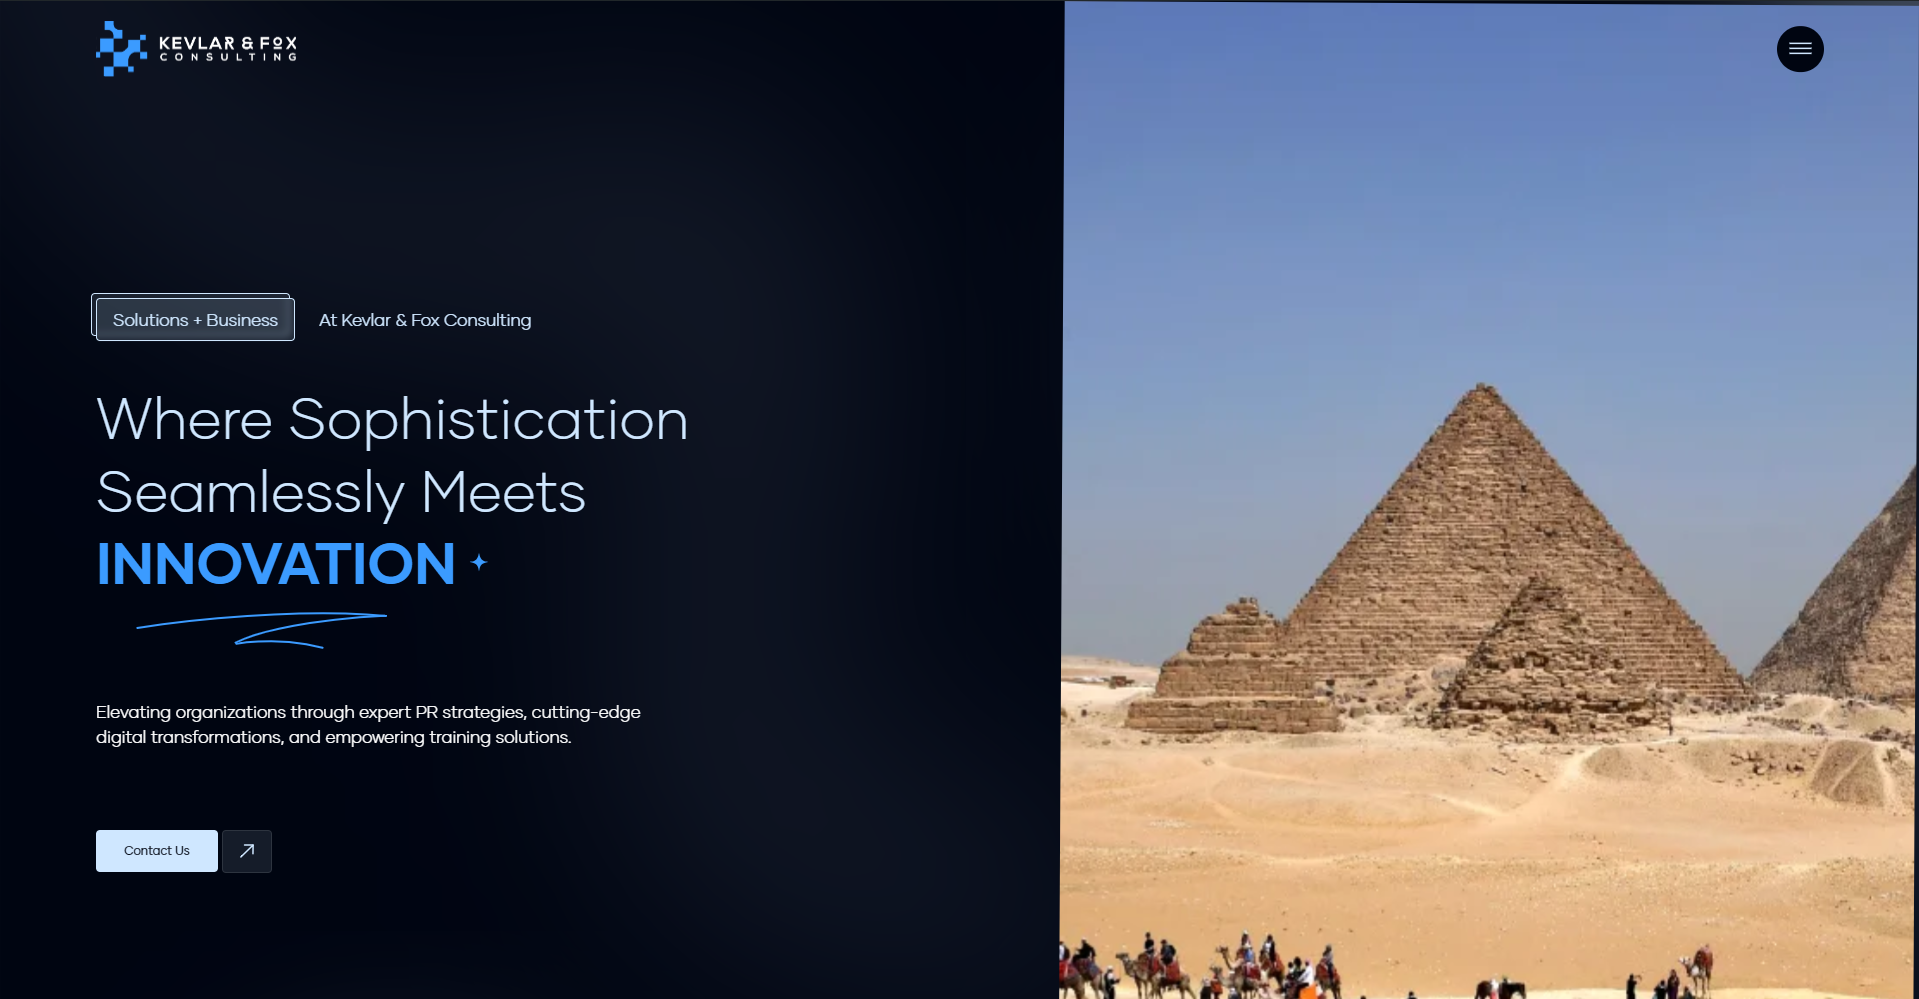 KEVLAR & FOX
CONSULTING
Solutions + Business
At Kevlar & Fox Consulting
Where Sophistication
Seamlessly Meets
INNOVATION
Elevating organizations through expert PR strategies, cutting-edge
digital transformations, and empowering training solutions.
Contact Us